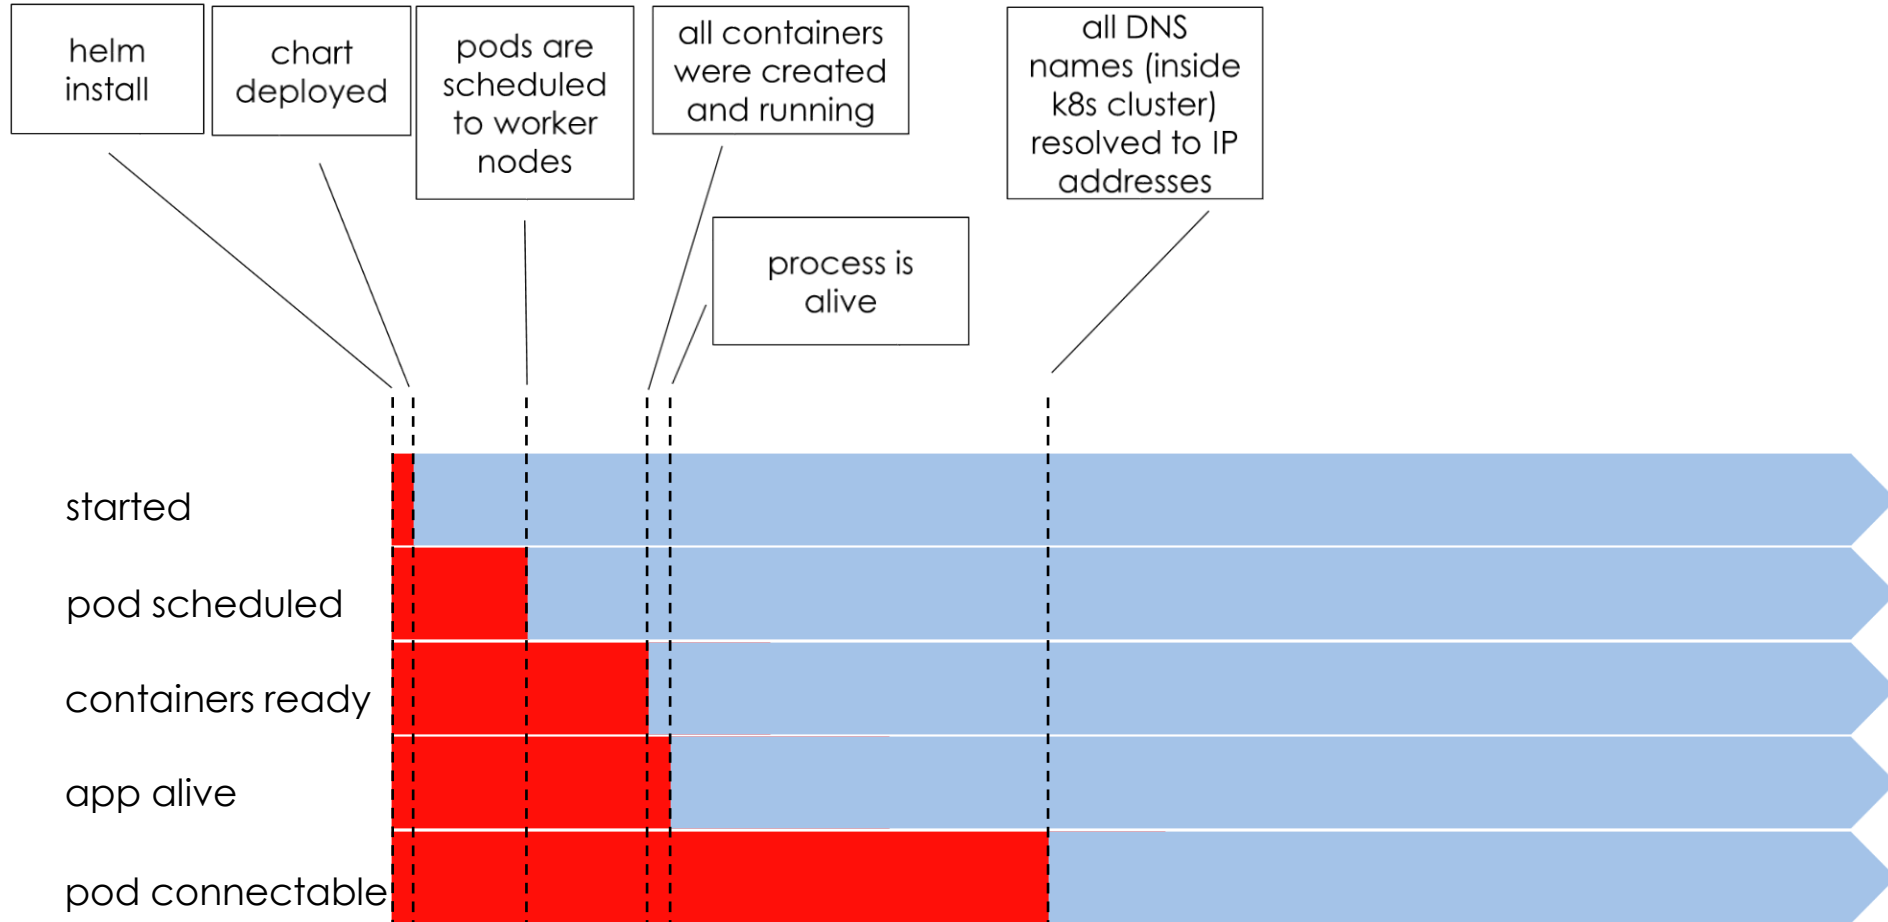 helm
install
chart
deployed
pods are
scheduled
to worker
nodes
all containers
were created
and running
all DNS
names (inside
k8s cluster)
resolved to IP
addresses
process is
alive
started
pod scheduled
containers ready
app alive
pod connectable